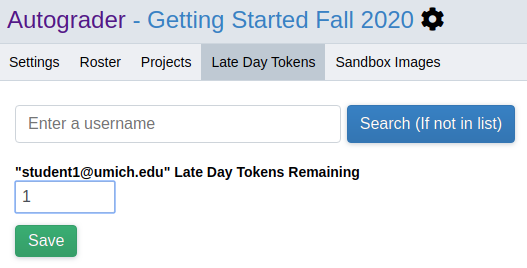 Autograder - Getting Started Fall 2020
Settings Roster Projects Late Day Tokens Sandbox Images
Enter a username Search (If not in list)
"student1@umich.edu" Late Day Tokens Remaining
1
Save